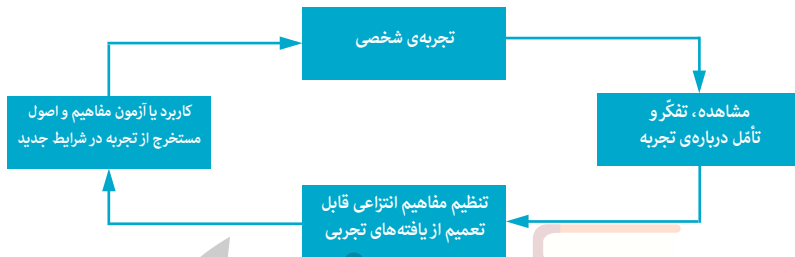 تجربه‌ی شخصی
مشاهده، تفکّر و
تأمّل درباره‌ی تجربه
تنظیم مفاهیم انتزاعی قابل
تعمیم از یافته‌های تجربی
کاربرد یا آزمون مفاهیم و اصول
مستخرج از تجربه در شرایط جدید